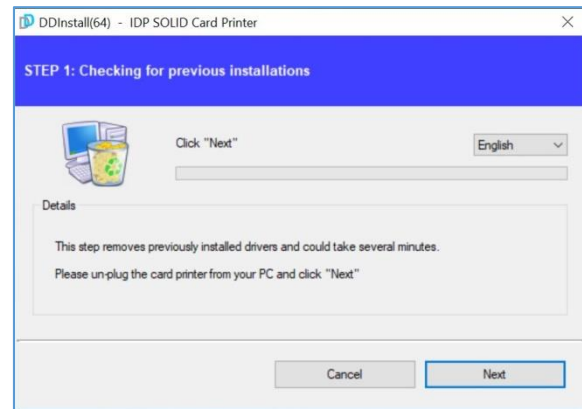 DDInstall(64) - IDP SOLID Card Printer
STEP 1: Checking for previous installations
Click "Next"
English
Details
This step removes previously installed drivers and could take several minutes.
Please un-plug the card printer from your PC and click "Next"
Cancel
Next